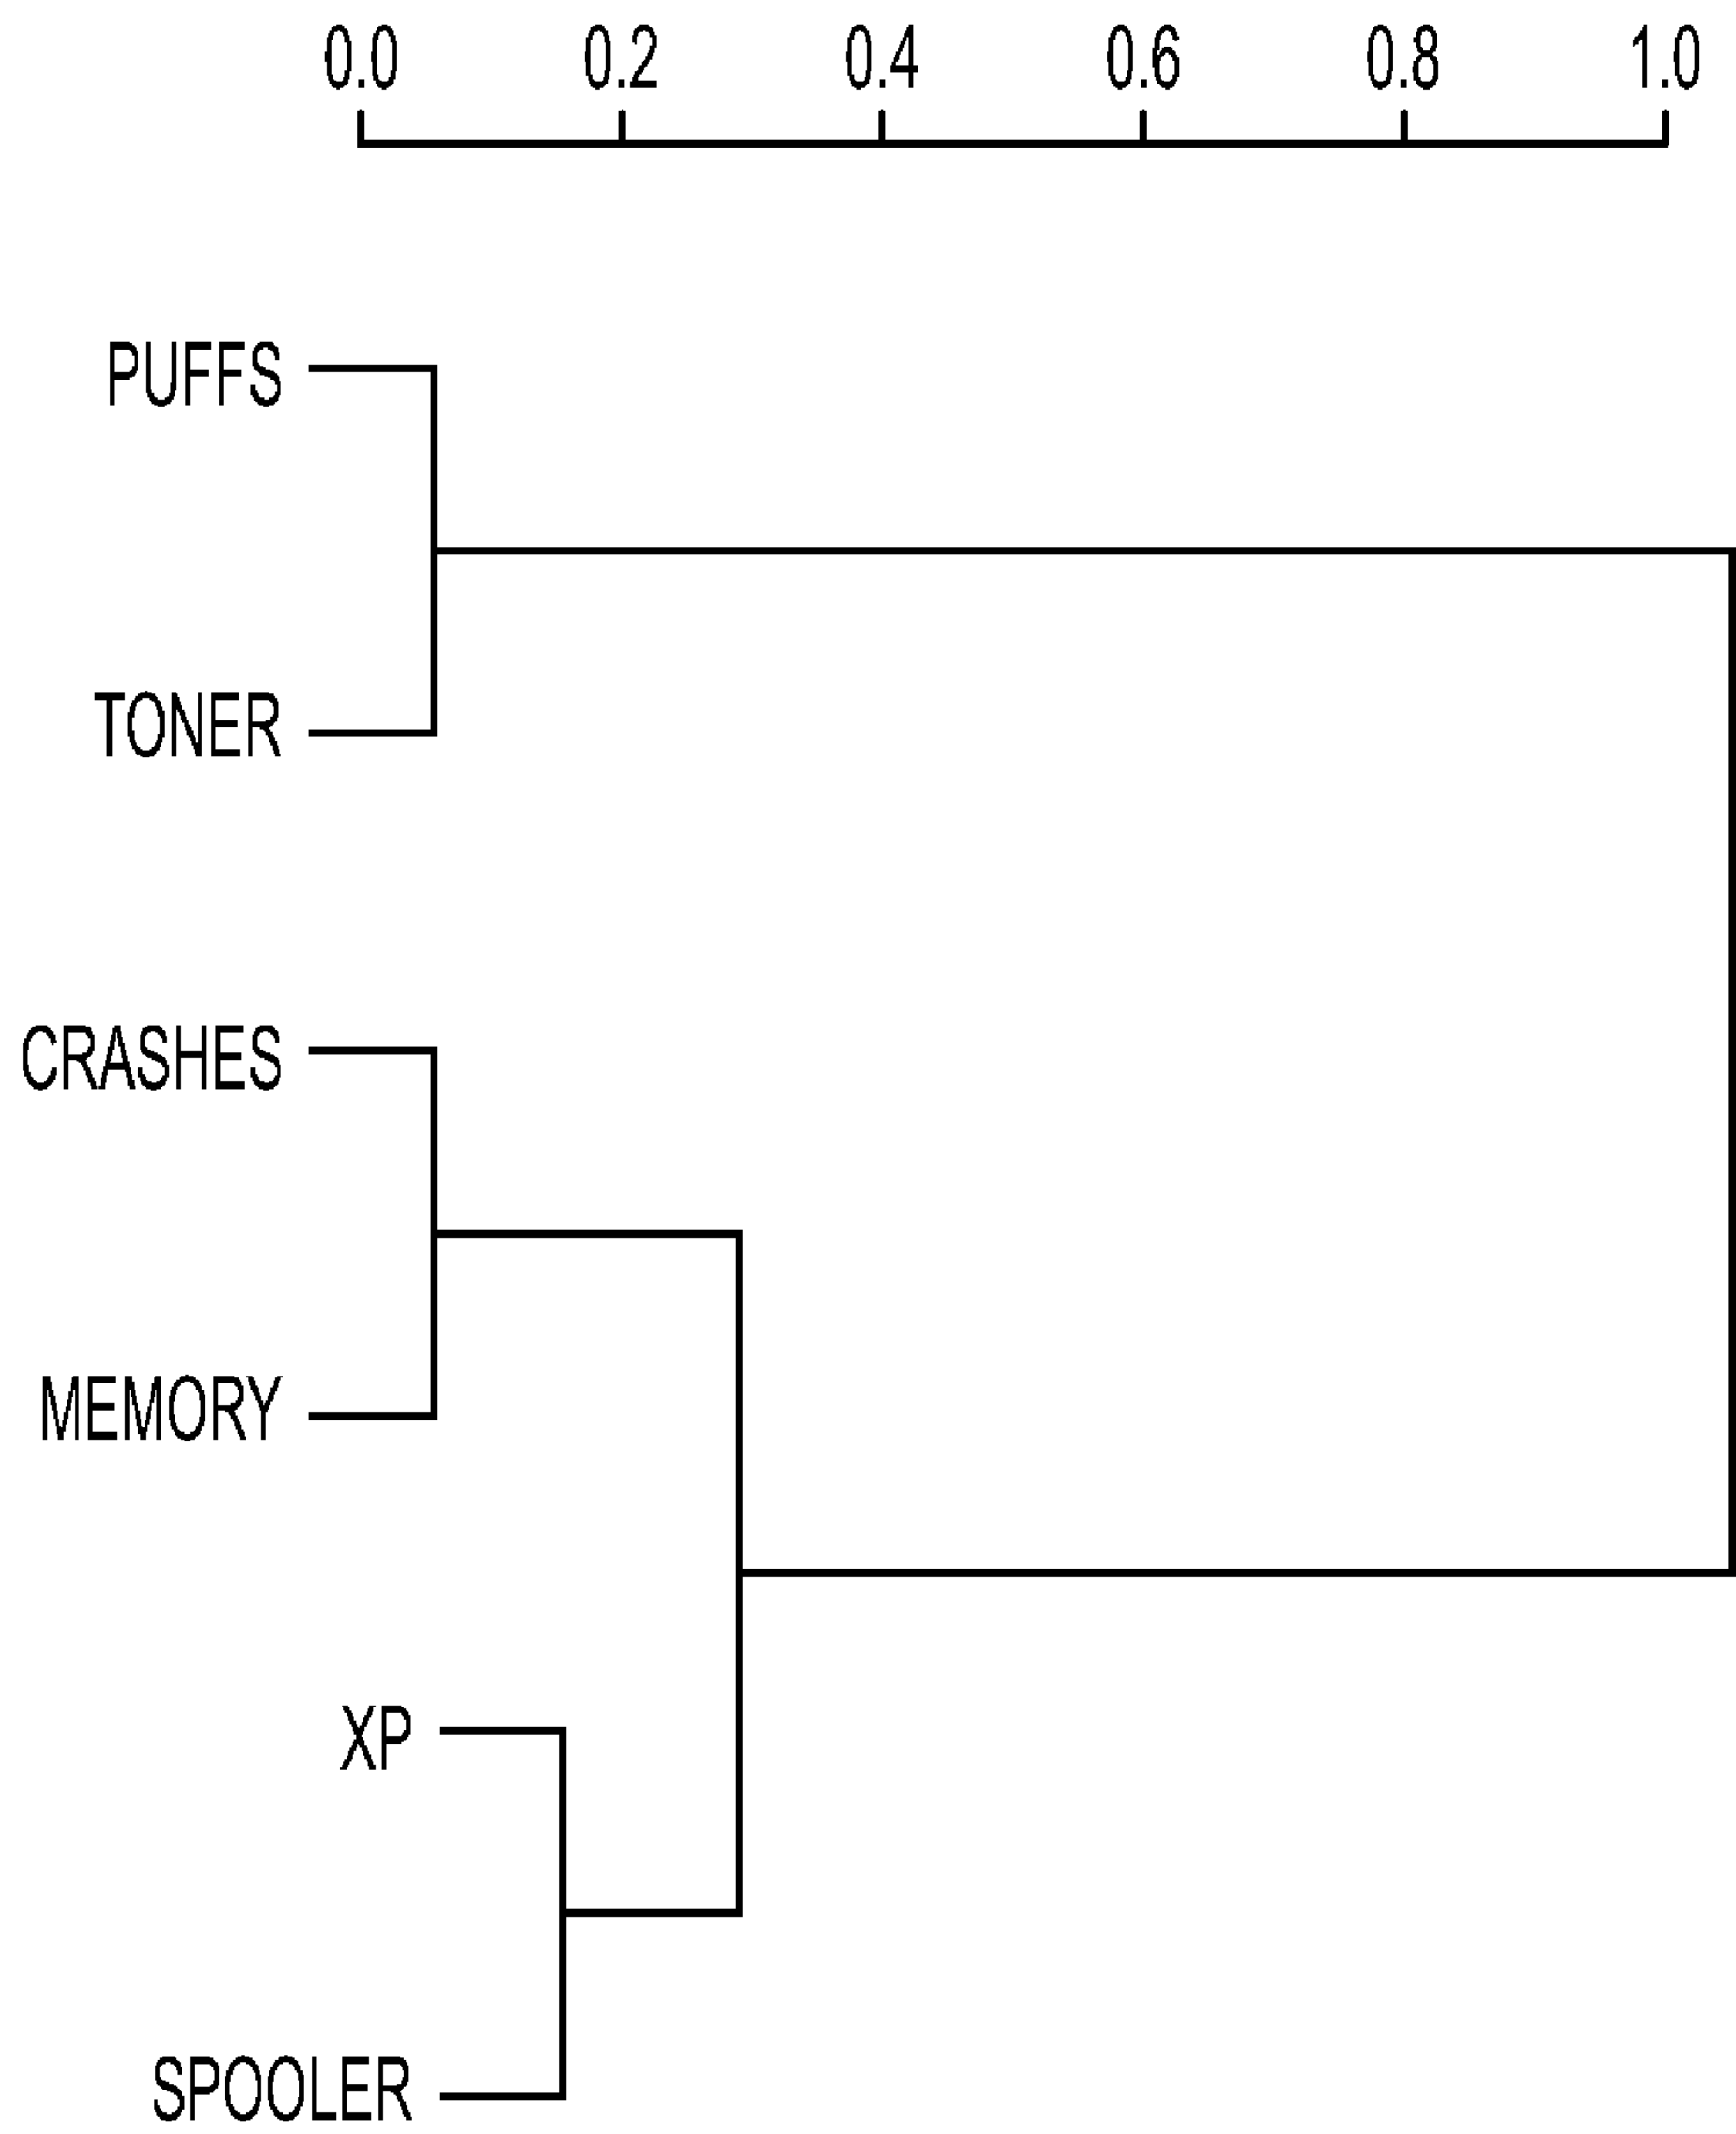 0.0 0.2 0.4 0.6 0.8 1.0
PUFFS
TONER
CRASHES
MEMORY
XP
SPOOLER